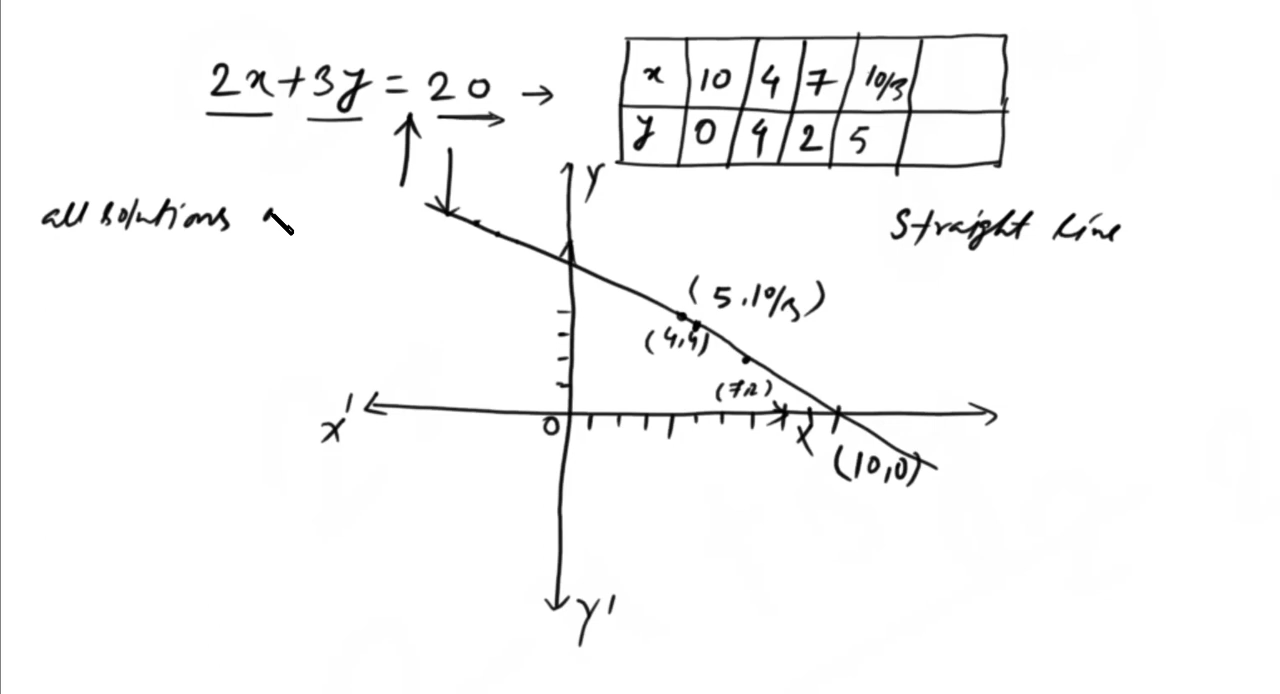 2x+3y = 20 →
x 10 4 7 10/3
y 0 4 2 5
Y
all solutions
Straight line
(5,10/3)
(4,4)
(7,2)
X'
O
X
(10,0)
Y'